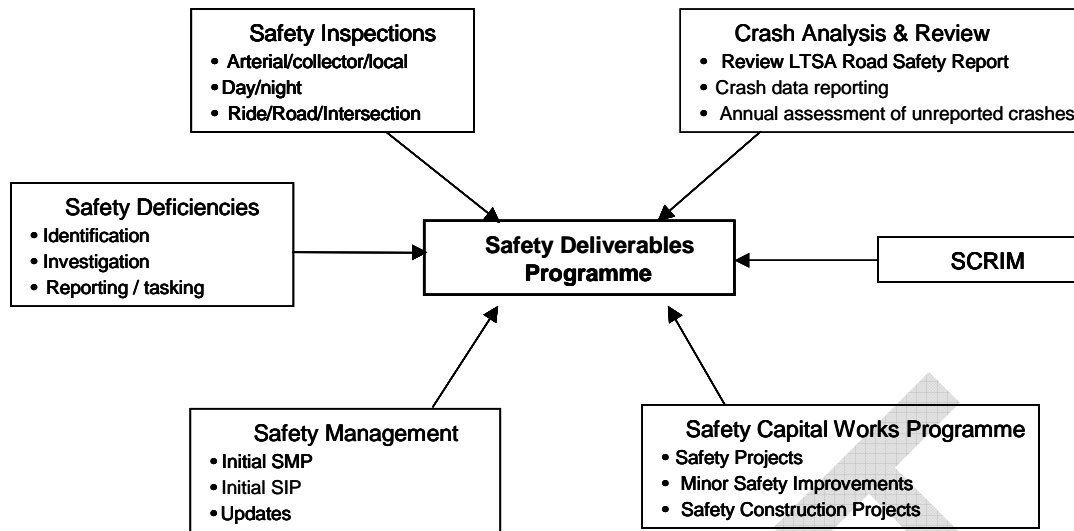 Safety Inspections
• Arterial/collector/local
• Day/night
• Ride/Road/Intersection
Crash Analysis & Review
• Review LTSA Road Safety Report
• Crash data reporting
• Annual assessment of unreported crashes
Safety Deficiencies
• Identification
• Investigation
• Reporting / tasking
Safety Deliverables
Programme
SCRIM
Safety Management
• Initial SMP
• Initial SIP
• Updates
Safety Capital Works Programme
• Safety Projects
• Minor Safety Improvements
• Safety Construction Projects